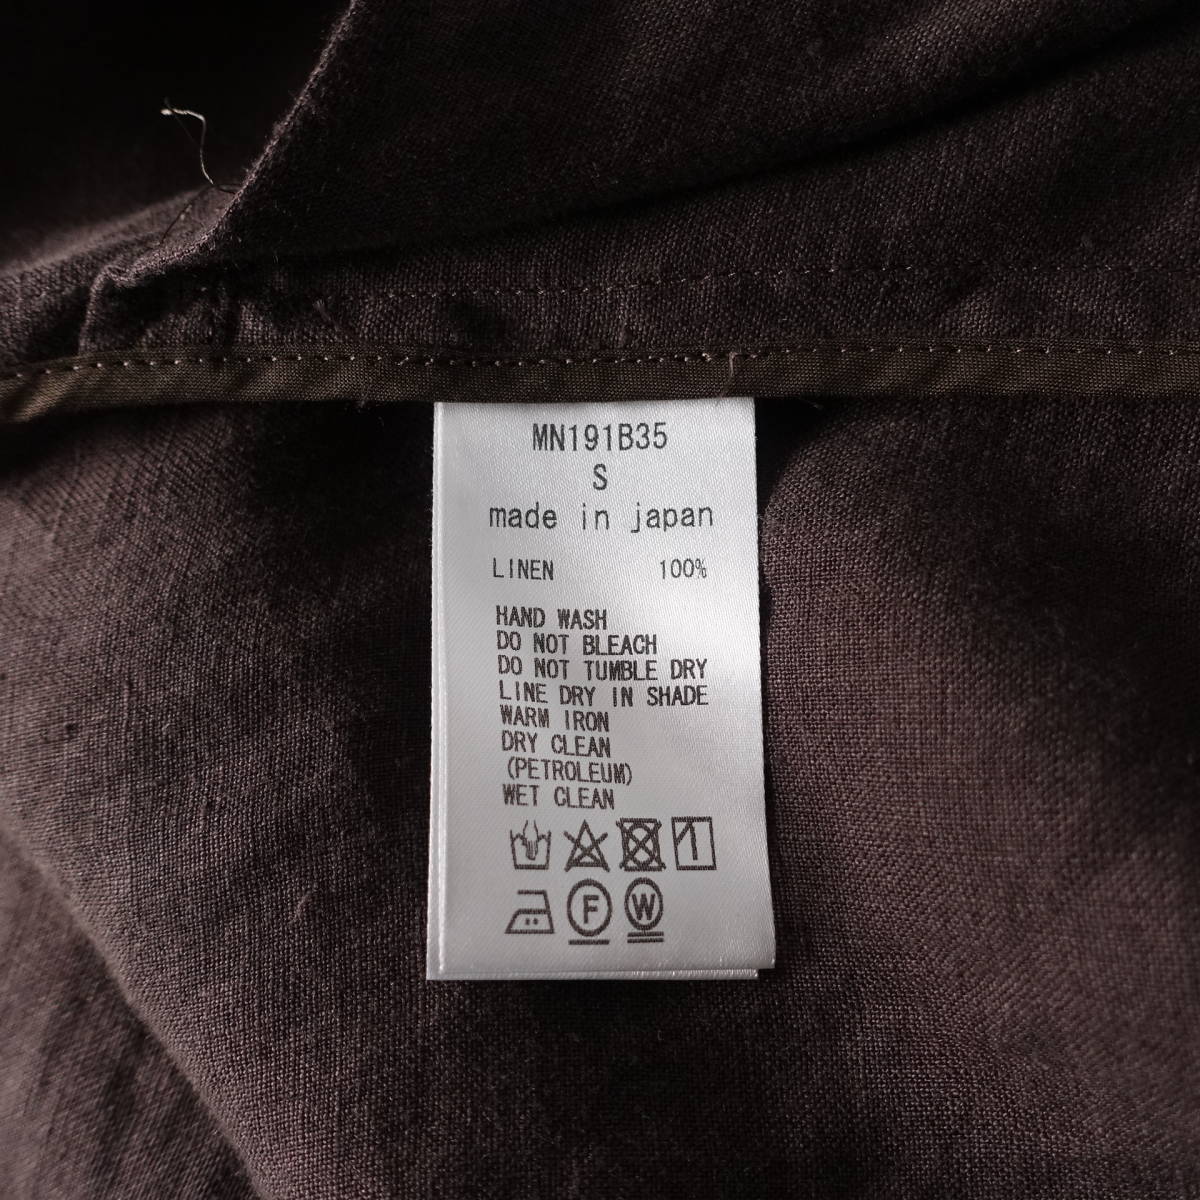 MN191B35
S
made in japan
LINEN 100%
HAND WASH
DO NOT BLEACH
DO NOT TUMBLE DRY
LINE DRY IN SHADE
WARM IRON
DRY CLEAN
(PETROLEUM)
WET CLEAN
F W